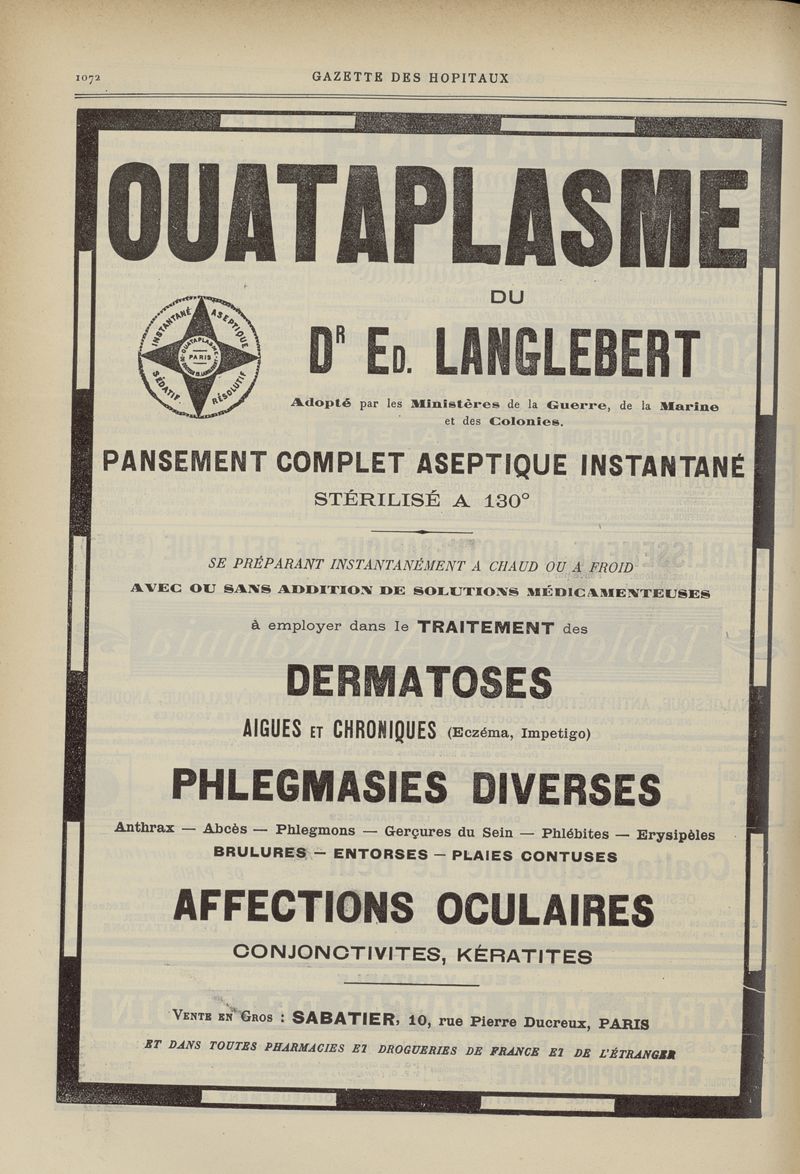 1072
GAZETTE DES HOPITAUX
OUATAPLASME
DU
DR ED. LANGLEBERT
INSTANTANÉ
ASEPTIQUE
SÉDATIF
RÉSOLUTIF
OUATAPLASME
PARIS
Adopté par les Ministères de la Guerre, de la Marine
et des Colonies.
PANSEMENT COMPLET ASEPTIQUE INSTANTANÉ
STÉRILISÉ A 130°
SE PRÉPARANT INSTANTANÉMENT A CHAUD OU A FROID
AVEC OU SANS ADDITION DE SOLUTIONS MÉDICAMENTEUSES
à employer dans le TRAITEMENT des
DERMATOSES
AIGUES ET CHRONIQUES (Eczéma, Impetigo)
PHLEGMASIES DIVERSES
Anthrax — Abcès — Phlegmons — Gerçures du Sein — Phlébites — Erysipèles
BRULURES — ENTORSES — PLAIES CONTUSES
AFFECTIONS OCULAIRES
CONJONCTIVITES, KÉRATITES
VENTE EN GROS : SABATIER, 10, rue Pierre Ducreux, PARIS
ET DANS TOUTES PHARMACIES ET DROGUERIES DE FRANCE ET DE L'ÉTRANGER